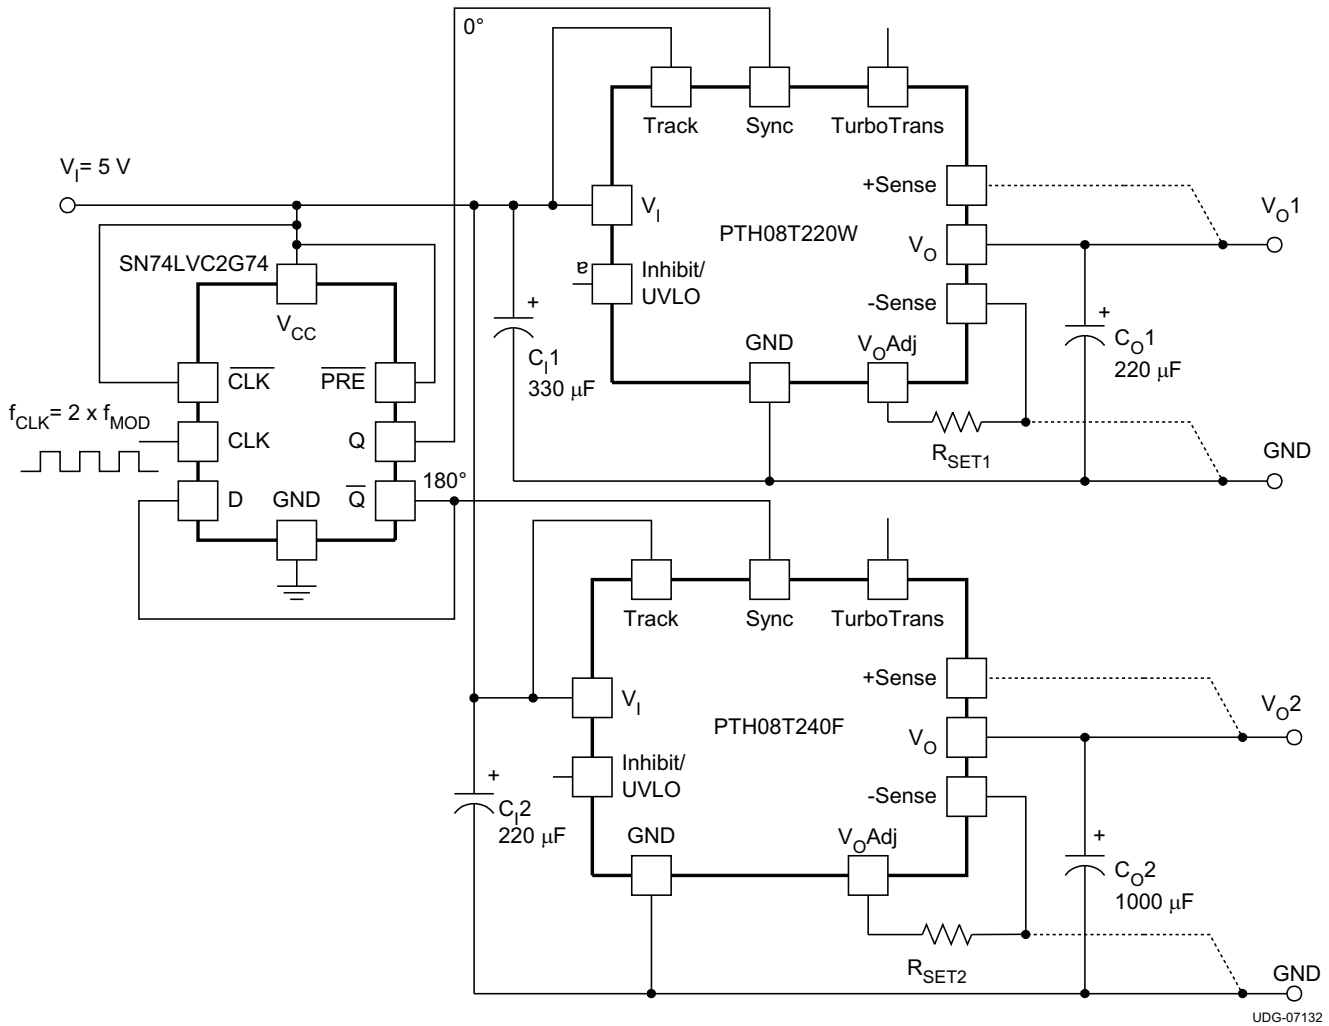 0°
Track
Sync
TurboTrans
V_I= 5 V
+Sense
V_O1
V_I
PTH08T220W
V_O
SN74LVC2G74
a
Inhibit/
UVLO
-Sense
V_CC
+
C_I1
330 μF
GND
V_OAdj
+
C_O1
220 μF
C̅L̅K̅
P̅R̅E̅
f_CLK= 2 x f_MOD
CLK
Q
R_SET1
GND
180°
D
GND
Q̅
Track
Sync
TurboTrans
+Sense
V_O2
V_I
PTH08T240F
V_O
Inhibit/
UVLO
-Sense
+
C_I2
220 μF
GND
V_OAdj
+
C_O2
1000 μF
R_SET2
GND
UDG-07132